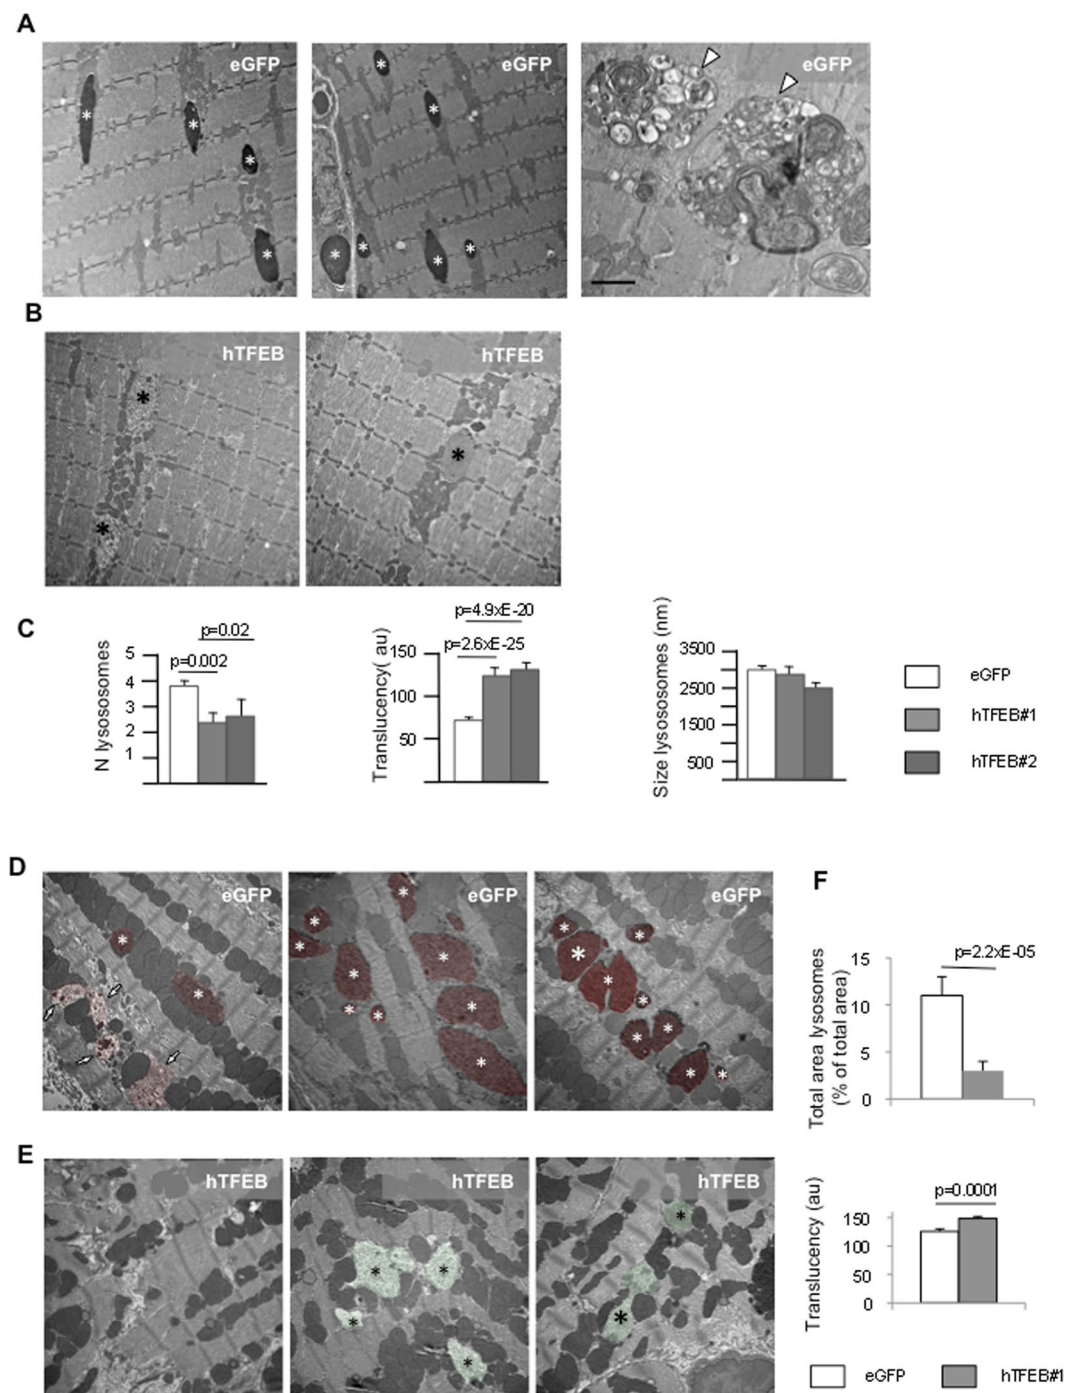 A
eGFP
eGFP
eGFP
B
hTFEB
hTFEB
C
N lysososomes
5
4
3
2
1
p=0.02
p=0.002
Translucency( au)
150
100
50
p=4.9xE-20
p=2.6xE-25
Size lysososomes (nm)
3500
2500
1500
500
eGFP
hTFEB#1
hTFEB#2
D
eGFP
eGFP
eGFP
E
hTFEB
hTFEB
hTFEB
F
Total area lysosomes
(% of total area)
15
10
5
0
p=2.2xE-05
Translucency (au)
150
100
50
0
p=0.0001
eGFP
hTFEB#1